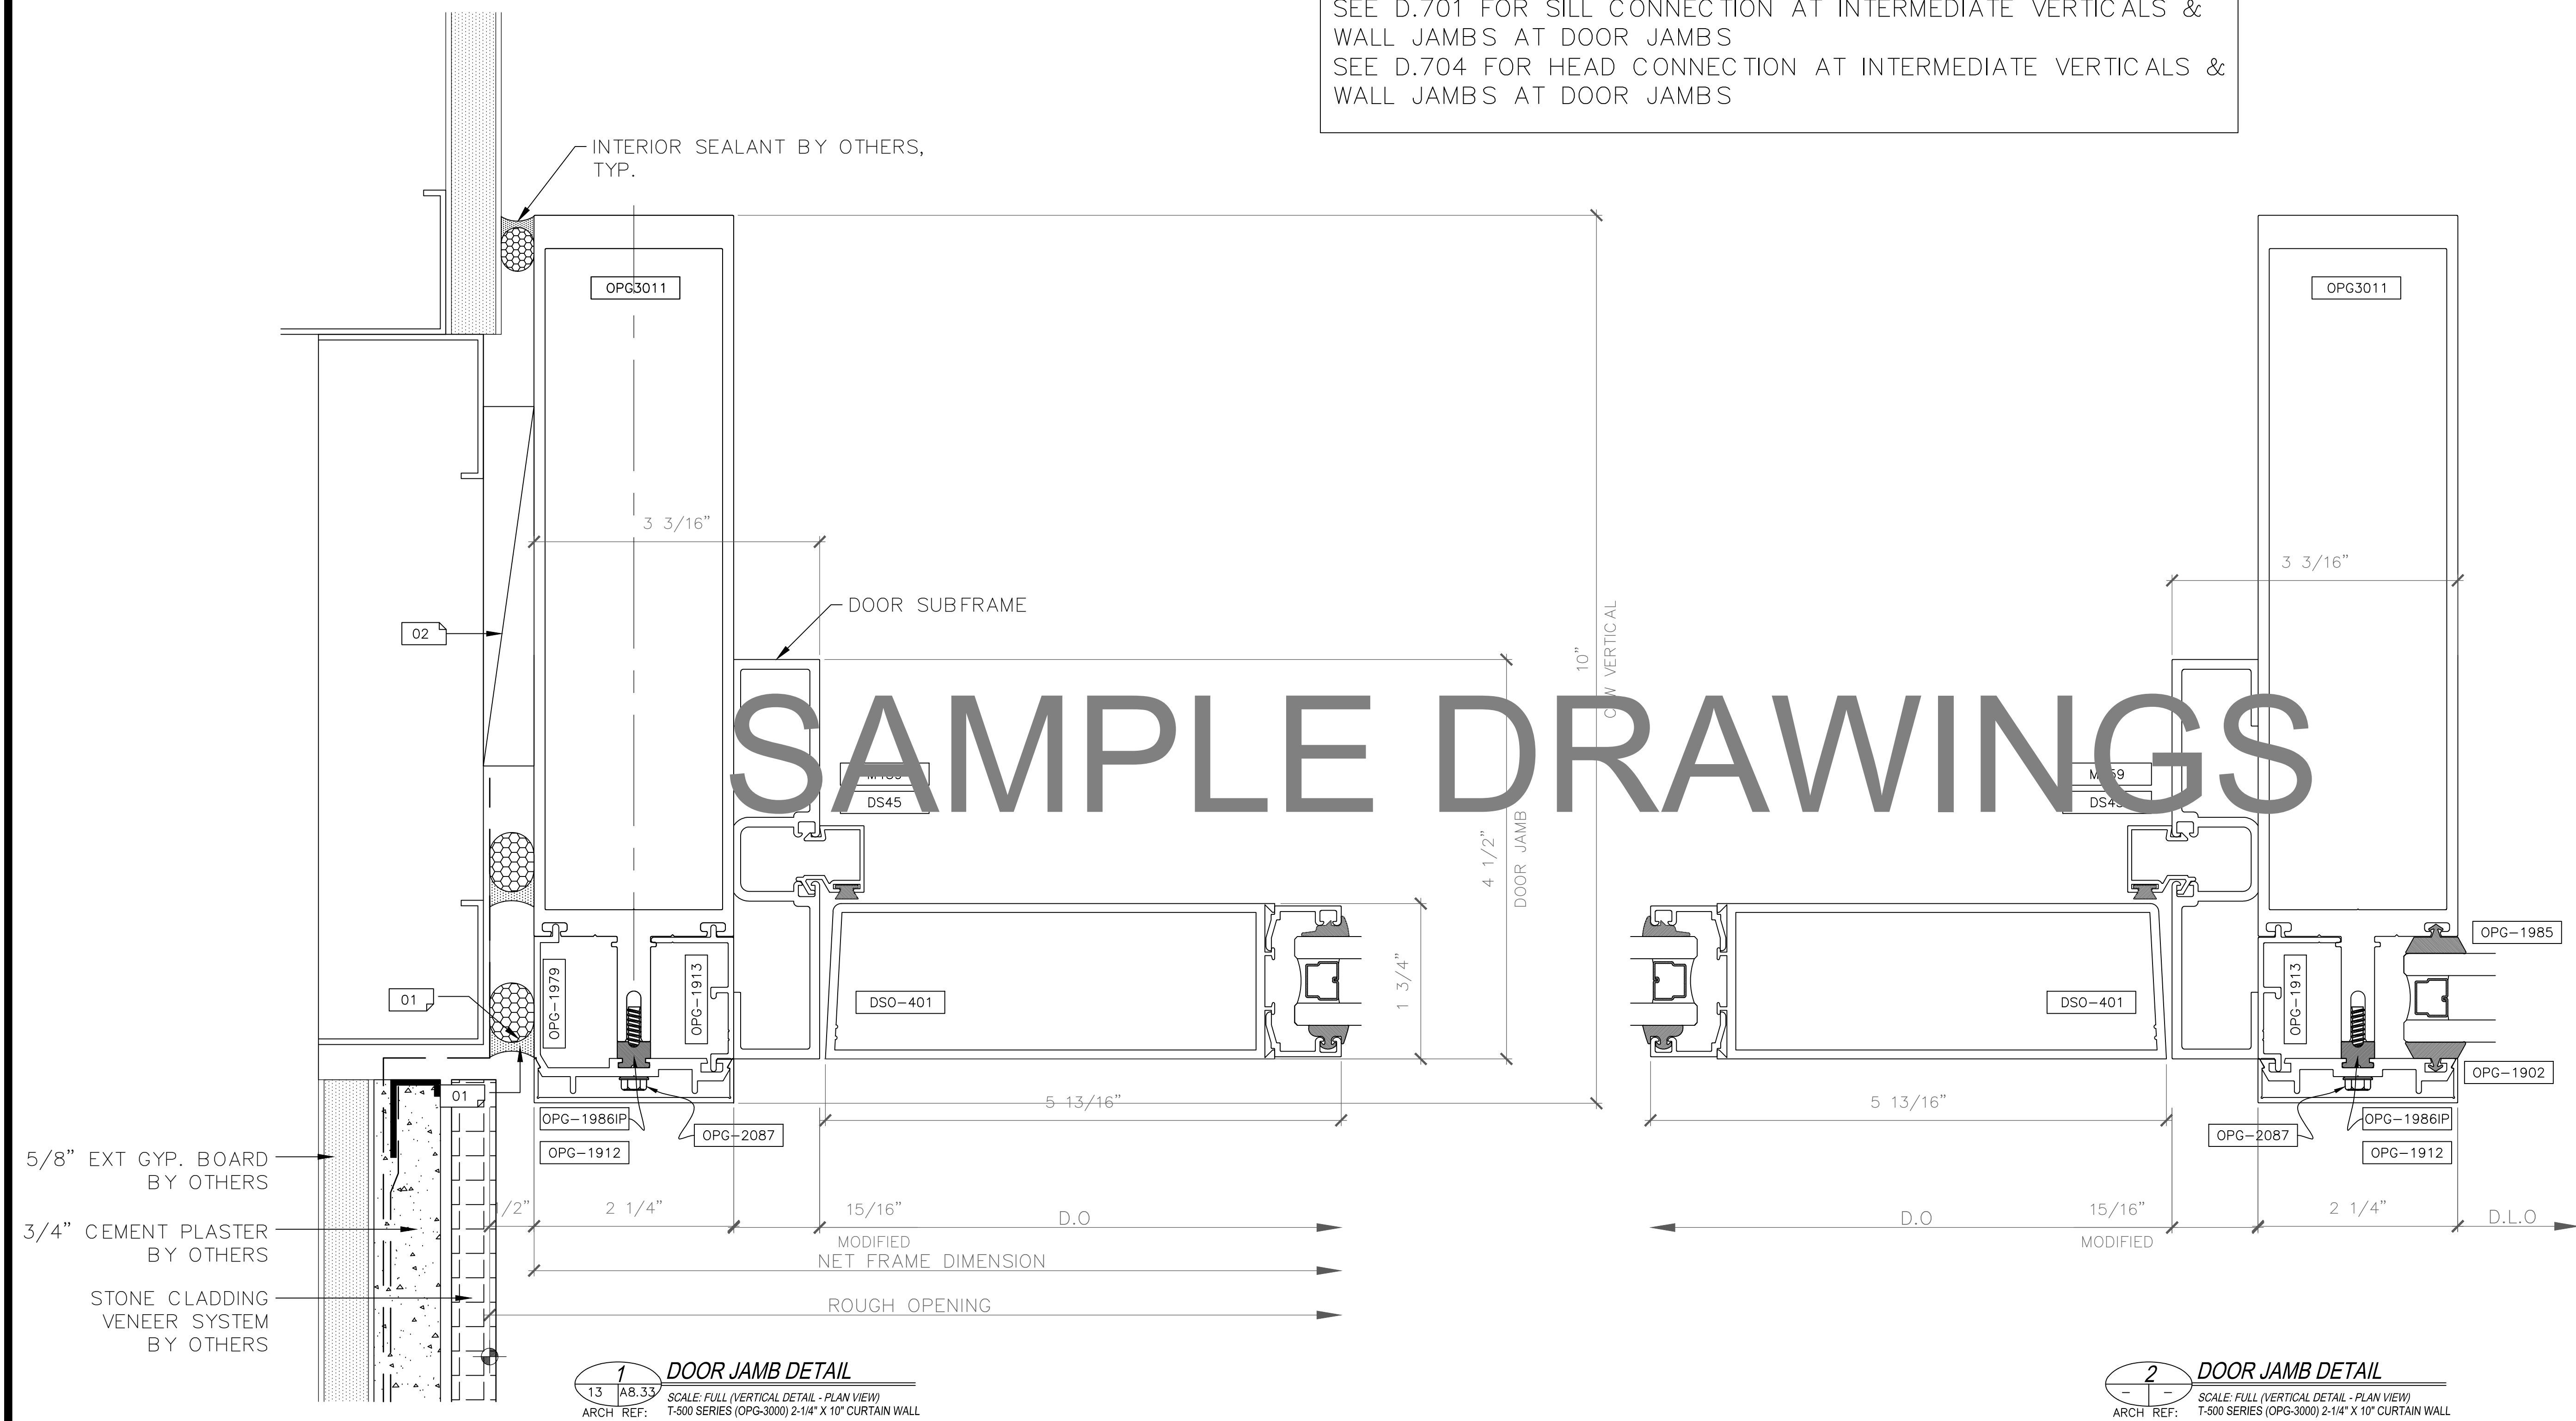 SEE D.701 FOR SILL CONNECTION AT INTERMEDIATE VERTICALS &
WALL JAMBS AT DOOR JAMBS
SEE D.704 FOR HEAD CONNECTION AT INTERMEDIATE VERTICALS &
WALL JAMBS AT DOOR JAMBS
INTERIOR SEALANT BY OTHERS,
TYP.
OPG3011
OPG3011
3 3/16"
3 3/16"
DOOR SUBFRAME
02
10"
VERTICAL
SAMPLE DRAWINGS
DS45
4 1/2"
DOOR JAMB
1 3/4"
OPG-1979
OPG-1913
DSO-401
DSO-401
OPG-1913
OPG-1985
OPG-1902
01
01
5 13/16"
5 13/16"
OPG-1986IP
OPG-2087
OPG-1912
OPG-2087
OPG-1986IP
OPG-1912
5/8" EXT GYP. BOARD
BY OTHERS
3/4" CEMENT PLASTER
BY OTHERS
STONE CLADDING
VENEER SYSTEM
BY OTHERS
1/2"
2 1/4"
15/16"
MODIFIED
D.O
NET FRAME DIMENSION
ROUGH OPENING
D.O
15/16"
MODIFIED
2 1/4"
D.L.O
1
13 A8.33
ARCH REF:
DOOR JAMB DETAIL
SCALE: FULL (VERTICAL DETAIL - PLAN VIEW)
T-500 SERIES (OPG-3000) 2-1/4" X 10" CURTAIN WALL
2
- -
ARCH REF:
DOOR JAMB DETAIL
SCALE: FULL (VERTICAL DETAIL - PLAN VIEW)
T-500 SERIES (OPG-3000) 2-1/4" X 10" CURTAIN WALL